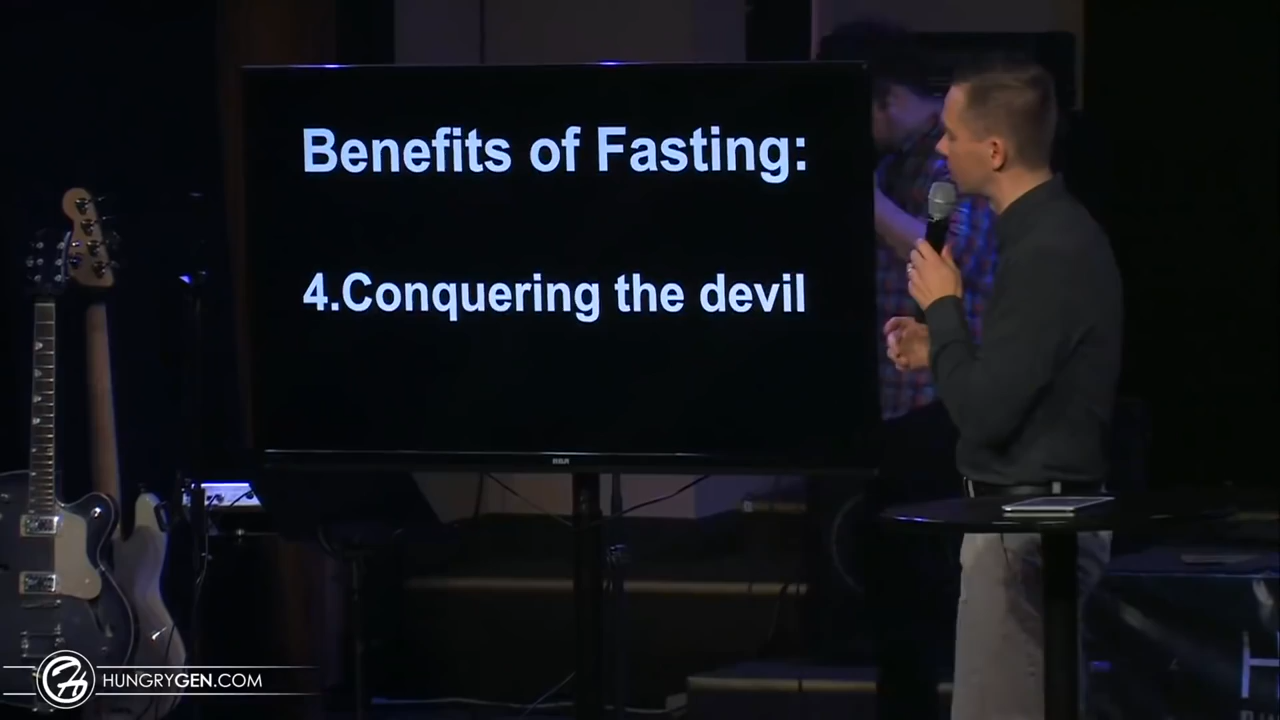 Benefits of Fasting:
4.Conquering the devil
RCA
HUNGRYGEN.COM